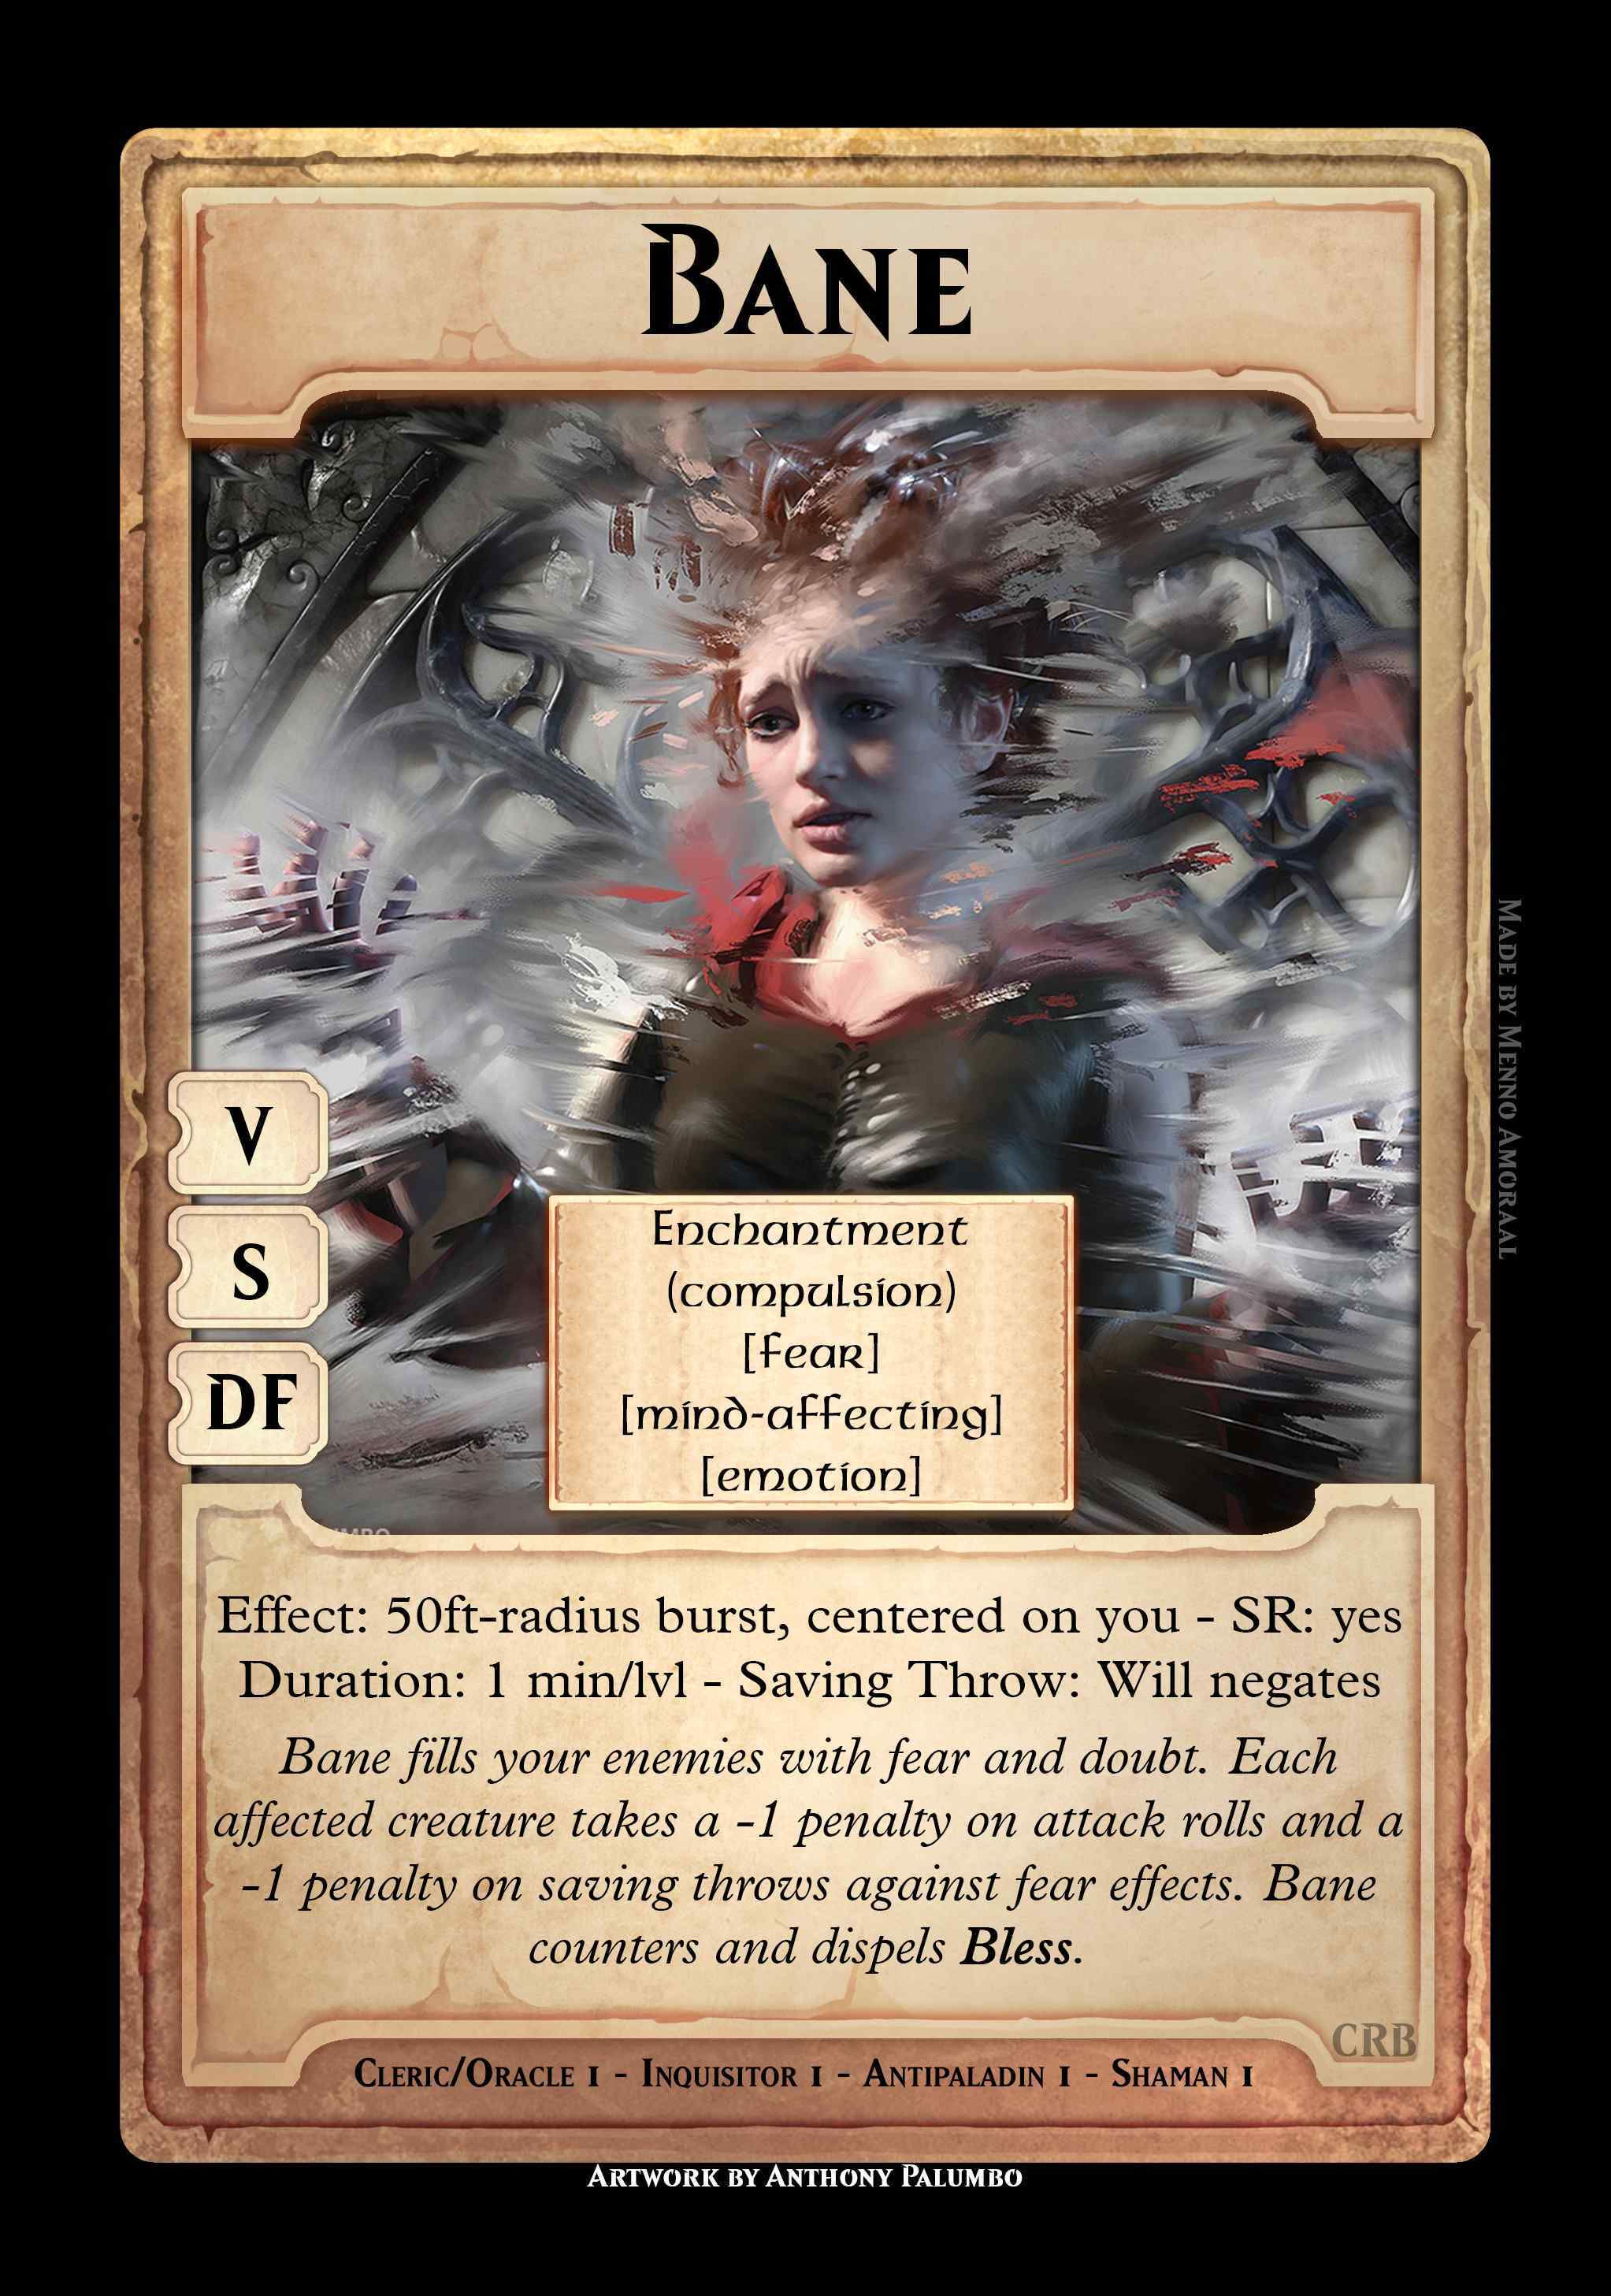 Bane
V
S
DF
Enchantment
(compulsion)
[fear]
[mind-affecting]
[emotion]
Effect: 50ft-radius burst, centered on you - SR: yes
Duration: 1 min/lvl - Saving Throw: Will negates
Bane fills your enemies with fear and doubt. Each
affected creature takes a -1 penalty on attack rolls and a
-1 penalty on saving throws against fear effects. Bane
counters and dispels Bless.
CRB
Cleric/Oracle 1 - Inquisitor 1 - Antipaladin 1 - Shaman 1
Artwork by Anthony Palumbo
Made by Menno Amoraal